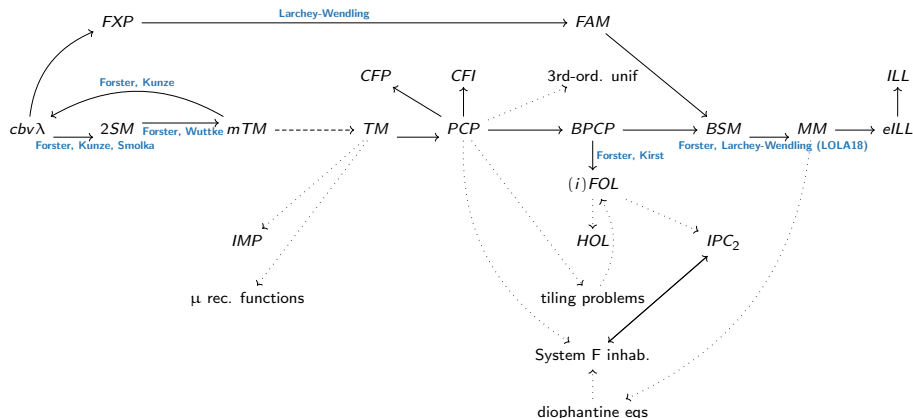 Larchey-Wendling
FXP
FAM
CFP
CFI
3rd-ord. unif
ILL
Forster, Kunze
cbvλ
2SM
mTM
TM
PCP
BPCP
BSM
MM
eILL
Forster, Wuttke
Forster, Kunze, Smolka
Forster, Larchey-Wendling (LOLA18)
Forster, Kirst
(i)FOL
IMP
HOL
IPC₂
μ rec. functions
tiling problems
System F inhab.
diophantine eqs